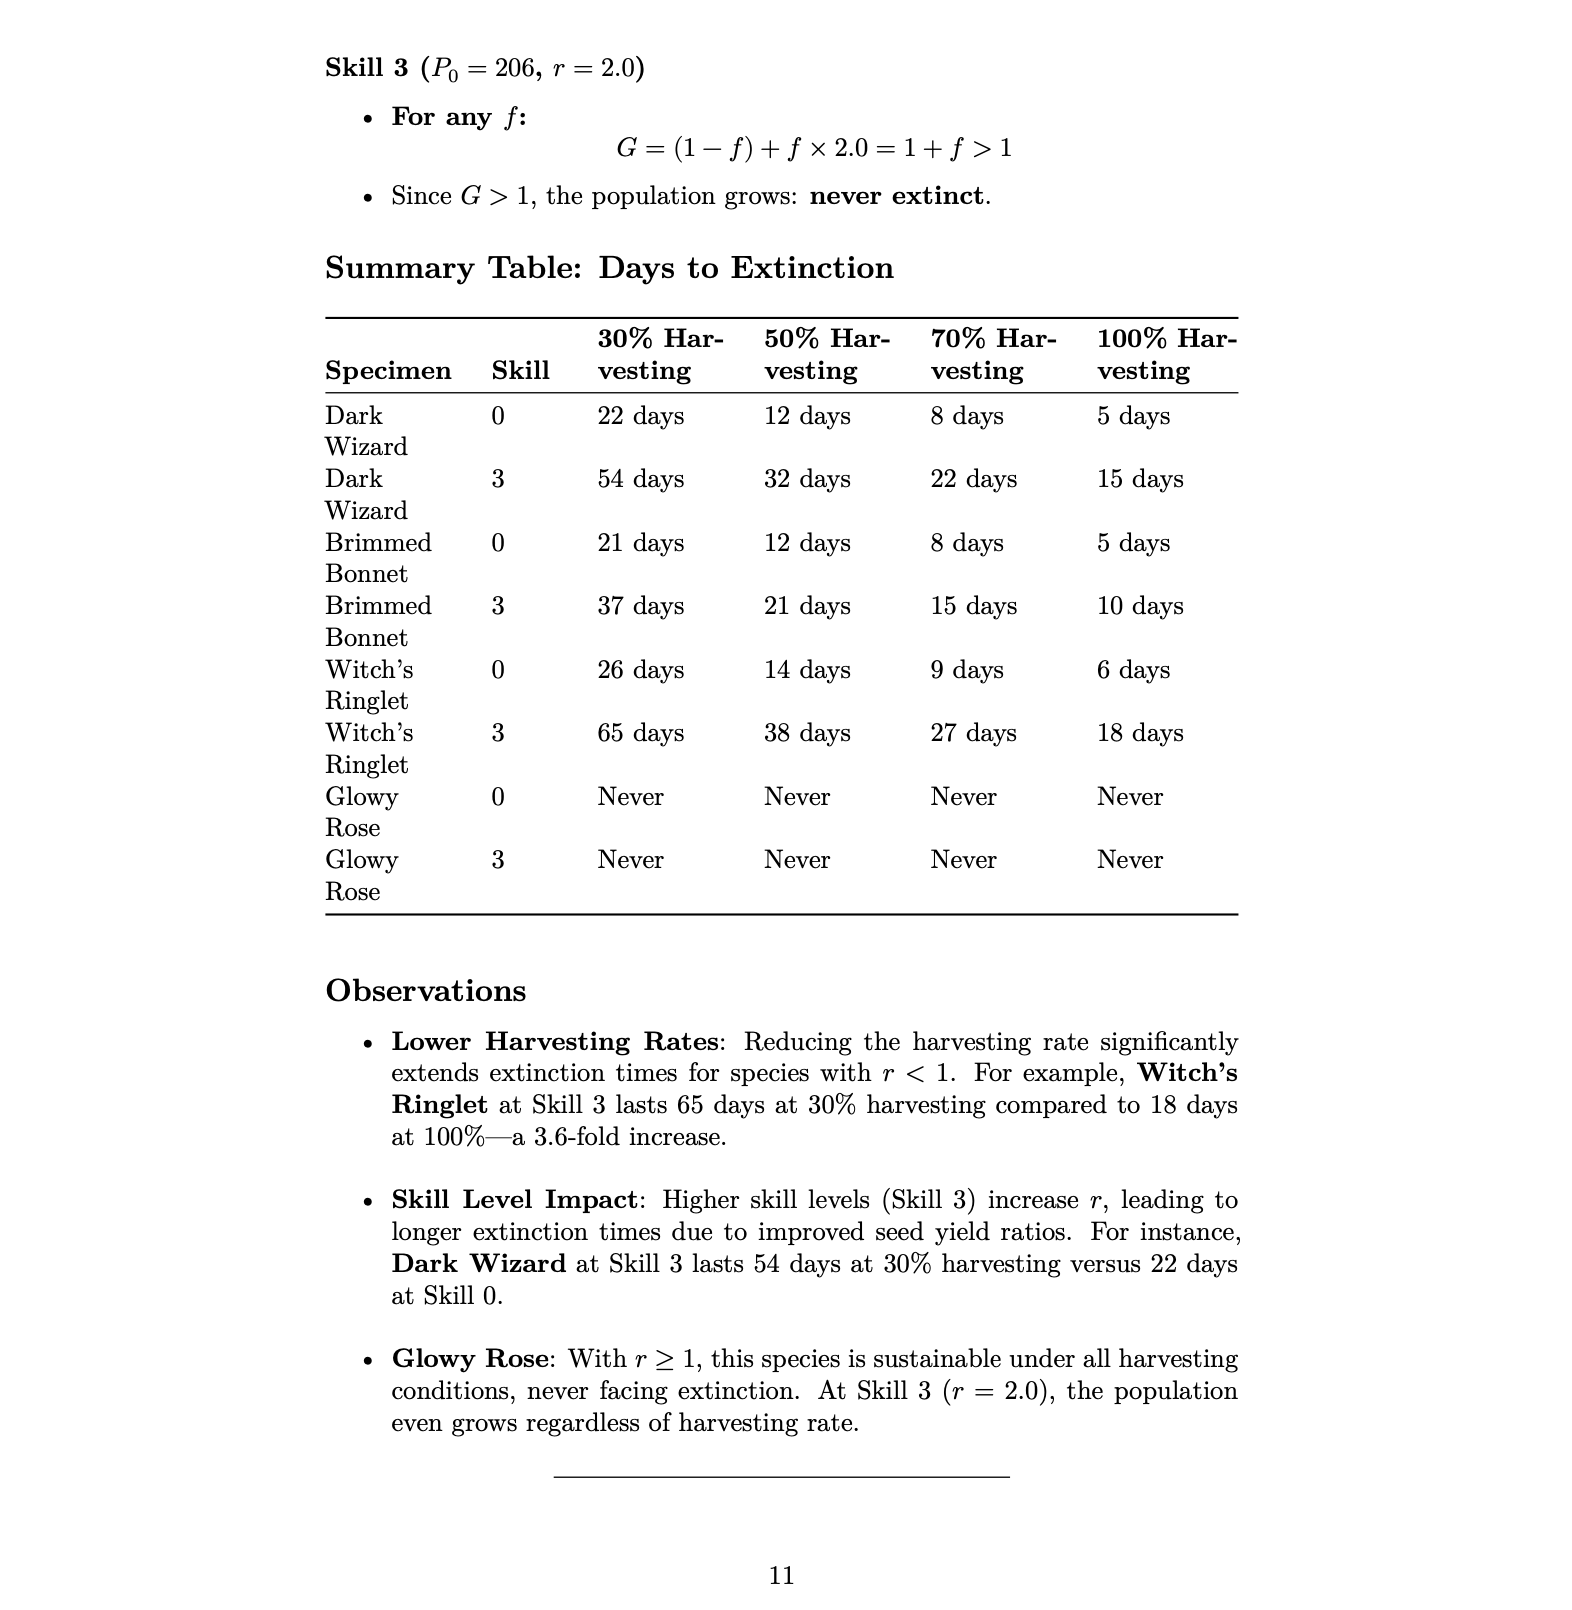 Skill 3 (P₀ = 206, r = 2.0)
• For any f:
G = (1 − f) + f × 2.0 = 1 + f > 1
• Since G > 1, the population grows: never extinct.
Summary Table: Days to Extinction
30% Har- 50% Har- 70% Har- 100% Har-
Specimen Skill vesting vesting vesting vesting
Dark 0 22 days 12 days 8 days 5 days
Wizard
Dark 3 54 days 32 days 22 days 15 days
Wizard
Brimmed 0 21 days 12 days 8 days 5 days
Bonnet
Brimmed 3 37 days 21 days 15 days 10 days
Bonnet
Witch’s 0 26 days 14 days 9 days 6 days
Ringlet
Witch’s 3 65 days 38 days 27 days 18 days
Ringlet
Glowy 0 Never Never Never Never
Rose
Glowy 3 Never Never Never Never
Rose
Observations
• Lower Harvesting Rates: Reducing the harvesting rate significantly
extends extinction times for species with r < 1. For example, Witch’s
Ringlet at Skill 3 lasts 65 days at 30% harvesting compared to 18 days
at 100%—a 3.6-fold increase.
• Skill Level Impact: Higher skill levels (Skill 3) increase r, leading to
longer extinction times due to improved seed yield ratios. For instance,
Dark Wizard at Skill 3 lasts 54 days at 30% harvesting versus 22 days
at Skill 0.
• Glowy Rose: With r ≥ 1, this species is sustainable under all harvesting
conditions, never facing extinction. At Skill 3 (r = 2.0), the population
even grows regardless of harvesting rate.
11